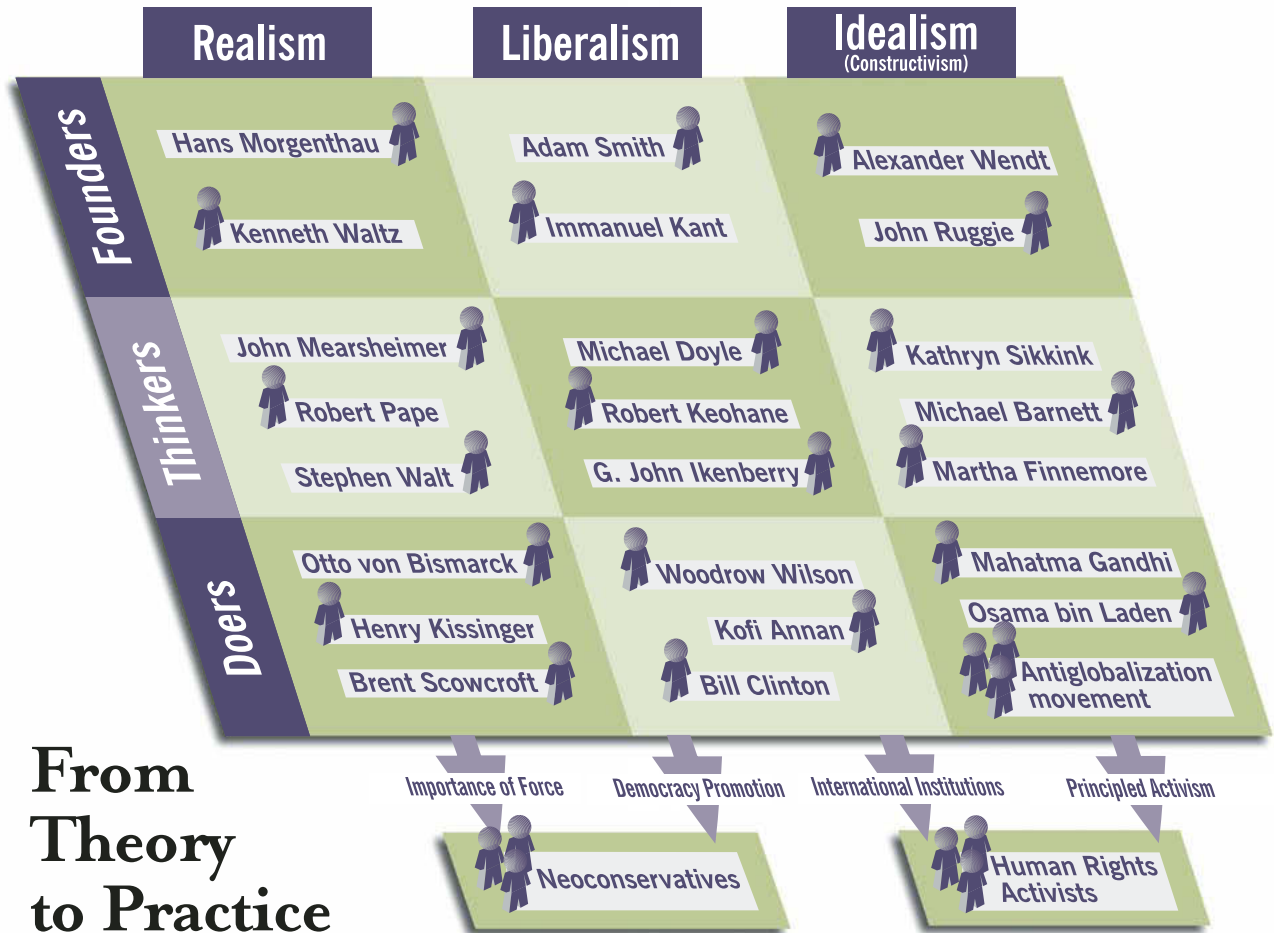 Realism
Liberalism
Idealism
(Constructivism)
Founders
Hans Morgenthau
Kenneth Waltz
Adam Smith
Immanuel Kant
Alexander Wendt
John Ruggie
Thinkers
John Mearsheimer
Robert Pape
Stephen Walt
Michael Doyle
Robert Keohane
G. John Ikenberry
Kathryn Sikkink
Michael Barnett
Martha Finnemore
Doers
Otto von Bismarck
Henry Kissinger
Brent Scowcroft
Woodrow Wilson
Kofi Annan
Bill Clinton
Mahatma Gandhi
Osama bin Laden
Antiglobalization
movement
Importance of Force
Democracy Promotion
International Institutions
Principled Activism
Neoconservatives
Human Rights
Activists
From
Theory
to Practice